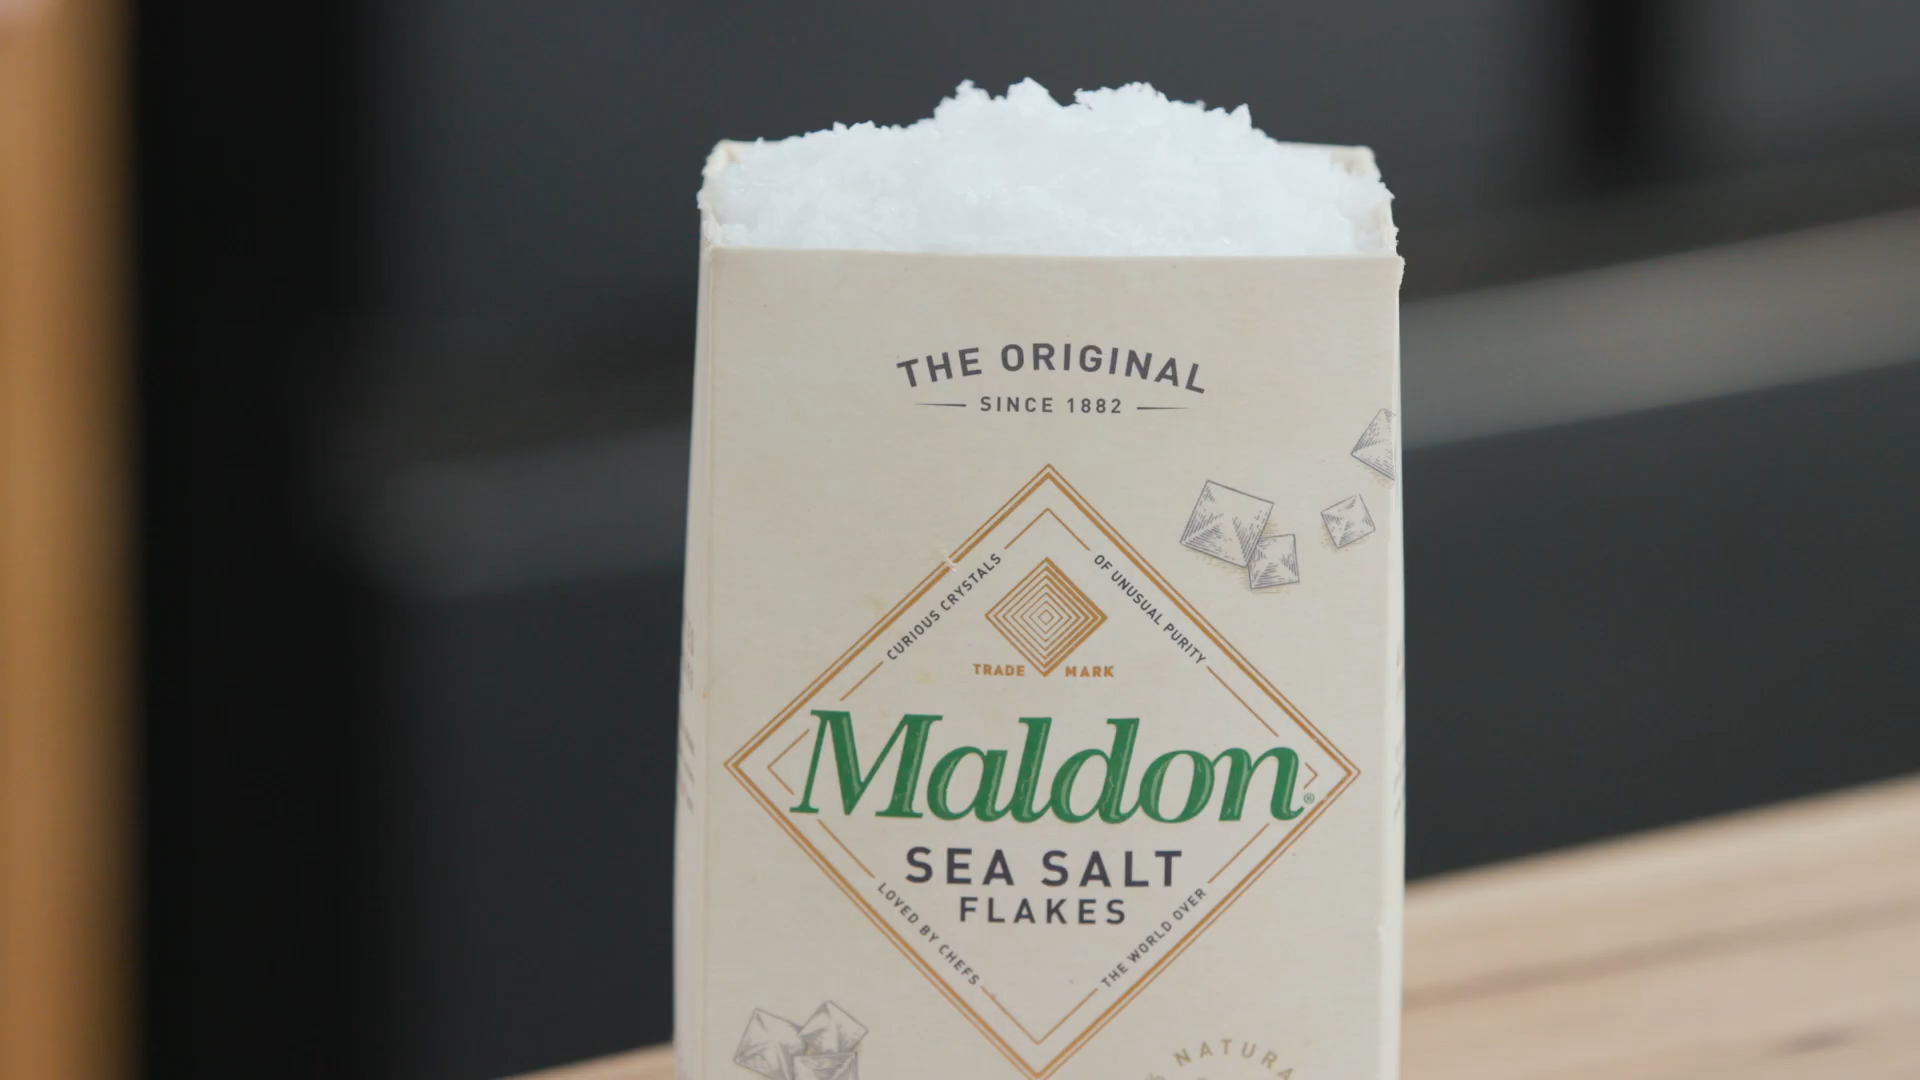 THE ORIGINAL
SINCE 1882
CURIOUS CRYSTALS
OF UNUSUAL PURITY
TRADE MARK
Maldon®
SEA SALT
FLAKES
LOVED BY CHEFS
THE WORLD OVER
NATURA